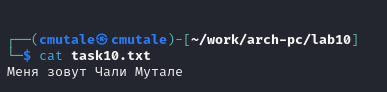 ┌──(cmutale㉿cmutale)-[~/work/arch-pc/lab10]
└─$ cat task10.txt
Меня зовут Чали Мутале